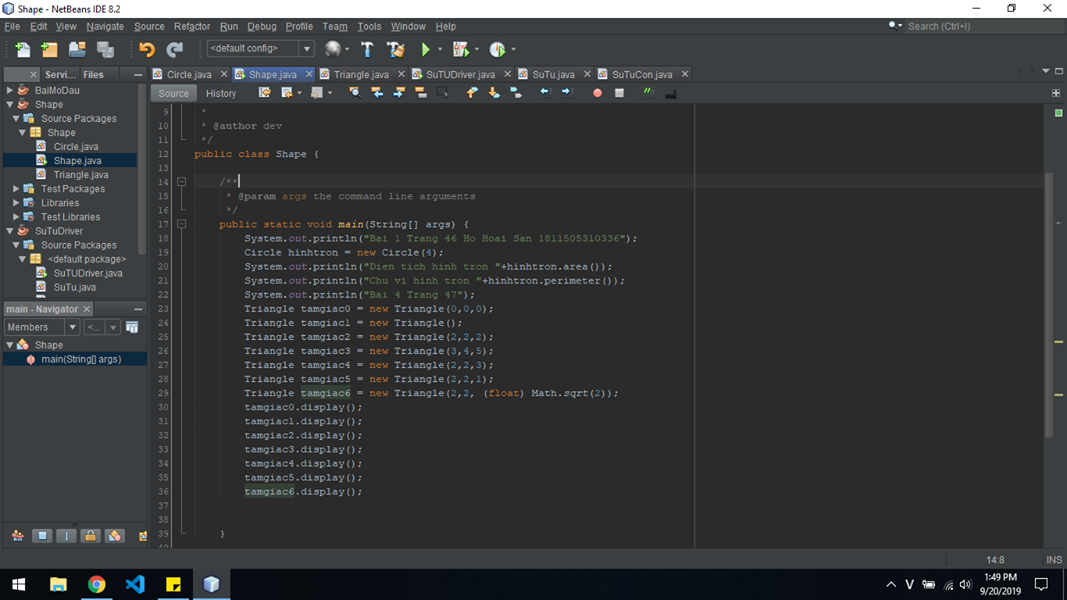 Shape - NetBeans IDE 8.2
File Edit View Navigate Source Refactor Run Debug Profile Team Tools Window Help
Search (Ctrl+I)
<default config>
Servi... Files
Circle.java Shape.java Triangle.java SuTUDriver.java SuTu.java SuTuCon.java
Source History
BaiMoDau
Shape
Source Packages
Shape
Circle.java
Shape.java
Triangle.java
Test Packages
Libraries
Test Libraries
SuTuDriver
Source Packages
<default package>
SuTUDriver.java
SuTu.java
main - Navigator
Members <...
Shape
main(String[] args)
9 *
10 * @author dev
11 */
12 public class Shape {
13
14 /**
15 * @param args the command line arguments
16 */
17 public static void main(String[] args) {
18 System.out.println("Bai 1 Trang 46 Ho Hoai San 1811505310336");
19 Circle hinhtron = new Circle(4);
20 System.out.println("Dien tich hinh tron "+hinhtron.area());
21 System.out.println("Chu vi hinh tron "+hinhtron.perimeter());
22 System.out.println("Bai 4 Trang 47");
23 Triangle tamgiac0 = new Triangle(0,0,0);
24 Triangle tamgiac1 = new Triangle();
25 Triangle tamgiac2 = new Triangle(2,2,2);
26 Triangle tamgiac3 = new Triangle(3,4,5);
27 Triangle tamgiac4 = new Triangle(2,2,3);
28 Triangle tamgiac5 = new Triangle(2,2,1);
29 Triangle tamgiac6 = new Triangle(2,2, (float) Math.sqrt(2));
30 tamgiac0.display();
31 tamgiac1.display();
32 tamgiac2.display();
33 tamgiac3.display();
34 tamgiac4.display();
35 tamgiac5.display();
36 tamgiac6.display();
37
38
39 }
14:8 INS
V
1:49 PM
9/20/2019